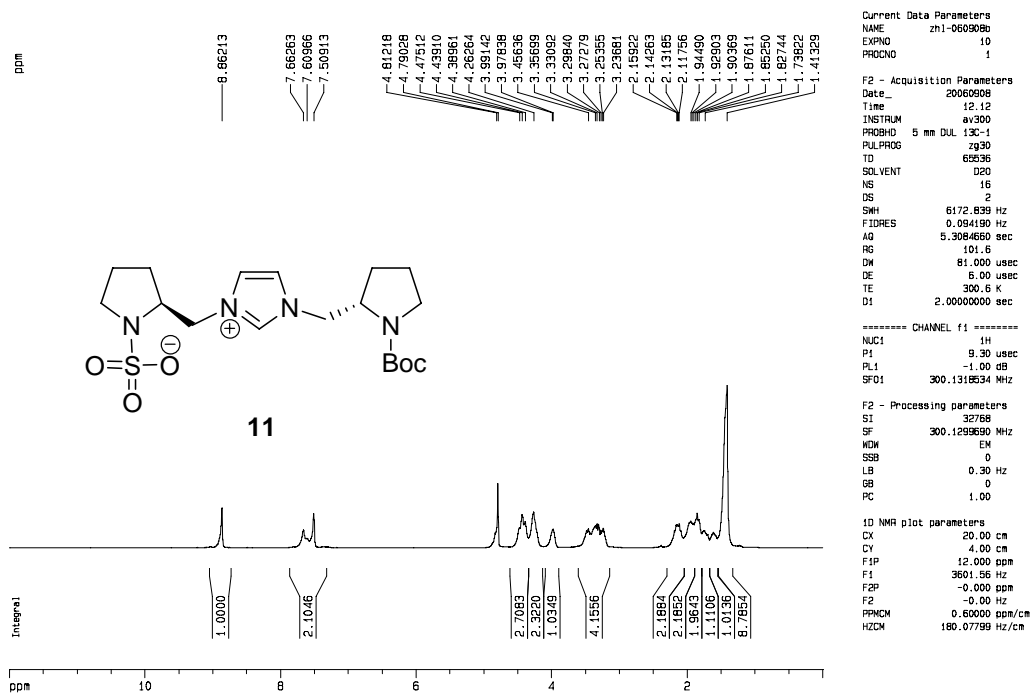 ppm
8.86213
7.66263
7.60966
7.50913
4.81218
4.79028
4.47512
4.43910
4.38961
4.26264
3.99142
3.97838
3.45636
3.35699
3.33092
3.29840
3.27279
3.25355
3.23681
2.15922
2.14263
2.13185
2.11756
1.94490
1.92903
1.90369
1.87611
1.85250
1.82744
1.73822
1.41329
N
N
N
N
+
−
O=S–O
O
Boc
11
Integral
1.0000
2.1046
2.7083
2.3220
1.0349
4.1556
2.1884
2.1852
1.9643
1.1106
1.0136
8.7854
ppm
10
8
6
4
2
Current Data Parameters
NAME zhl-060908b
EXPNO 10
PROCNO 1
F2 - Acquisition Parameters
Date_ 20060908
Time 12.12
INSTRUM av300
PROBHD 5 mm DUL 13C-1
PULPROG zg30
TD 65536
SOLVENT D2O
NS 16
DS 2
SWH 6172.839 Hz
FIDRES 0.094190 Hz
AQ 5.3084660 sec
RG 101.6
DW 81.000 usec
DE 6.00 usec
TE 300.6 K
D1 2.00000000 sec
======== CHANNEL f1 ========
NUC1 1H
P1 9.30 usec
PL1 -1.00 dB
SFO1 300.1318534 MHz
F2 - Processing parameters
SI 32768
SF 300.1299690 MHz
WDW EM
SSB 0
LB 0.30 Hz
GB 0
PC 1.00
1D NMR plot parameters
CX 20.00 cm
CY 4.00 cm
F1P 12.000 ppm
F1 3601.56 Hz
F2P -0.000 ppm
F2 -0.00 Hz
PPMCM 0.60000 ppm/cm
HZCM 180.07799 Hz/cm